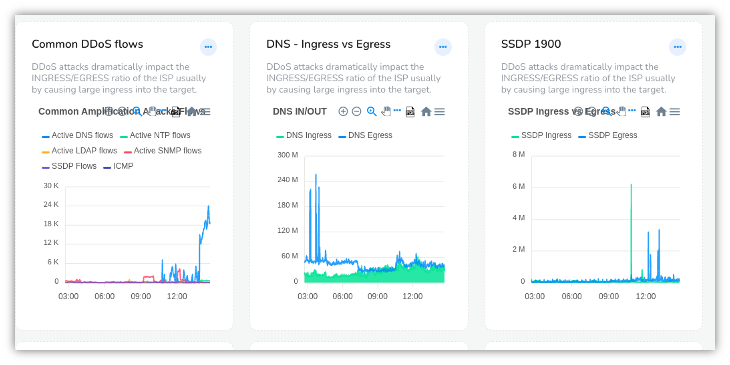 Common DDoS flows
DDoS attacks dramatically impact the
INGRESS/EGRESS ratio of the ISP usually
by causing large ingress into the target.
Common Amplification Attacks Flows
Active DNS flows Active NTP flows
Active LDAP flows Active SNMP flows
SSDP Flows ICMP
30 K
24 K
18 K
12 K
6 K
0
03:00 06:00 09:00 12:00
DNS - Ingress vs Egress
DDoS attacks dramatically impact the
INGRESS/EGRESS ratio of the ISP usually
by causing large ingress into the target.
DNS IN/OUT
DNS Ingress DNS Egress
300 M
240 M
180 M
120 M
60 M
0
03:00 06:00 09:00 12:00
SSDP 1900
DDoS attacks dramatically impact the
INGRESS/EGRESS ratio of the ISP usually
by causing large ingress into the target.
SSDP Ingress vs Egress
SSDP Ingress SSDP Egress
8 M
6 M
4 M
2 M
0
03:00 06:00 09:00 12:00